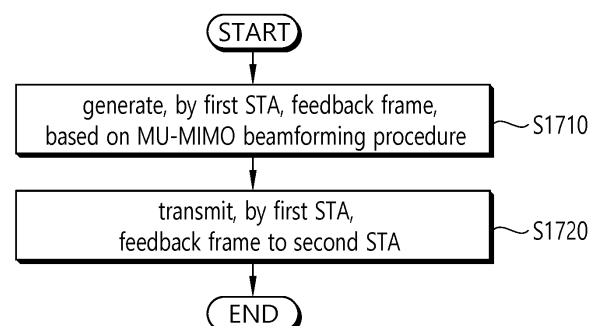 START
generate, by first STA, feedback frame,
based on MU-MIMO beamforming procedure
S1710
transmit, by first STA,
feedback frame to second STA
S1720
END